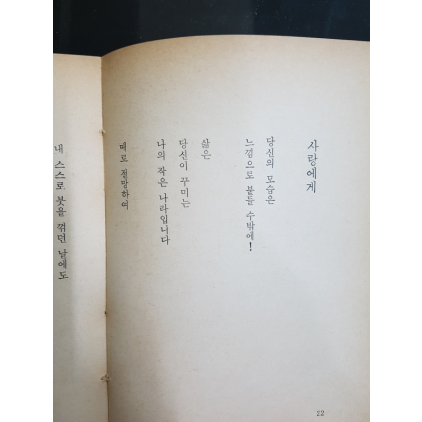 사랑에게
당신의 모습은
느낌으로 붙들 수밖에!
삶은
당신이 꾸미는
나의 작은 나라입니다
때로 절망하여
내 스스로 붓을 꺾던 날에도
22